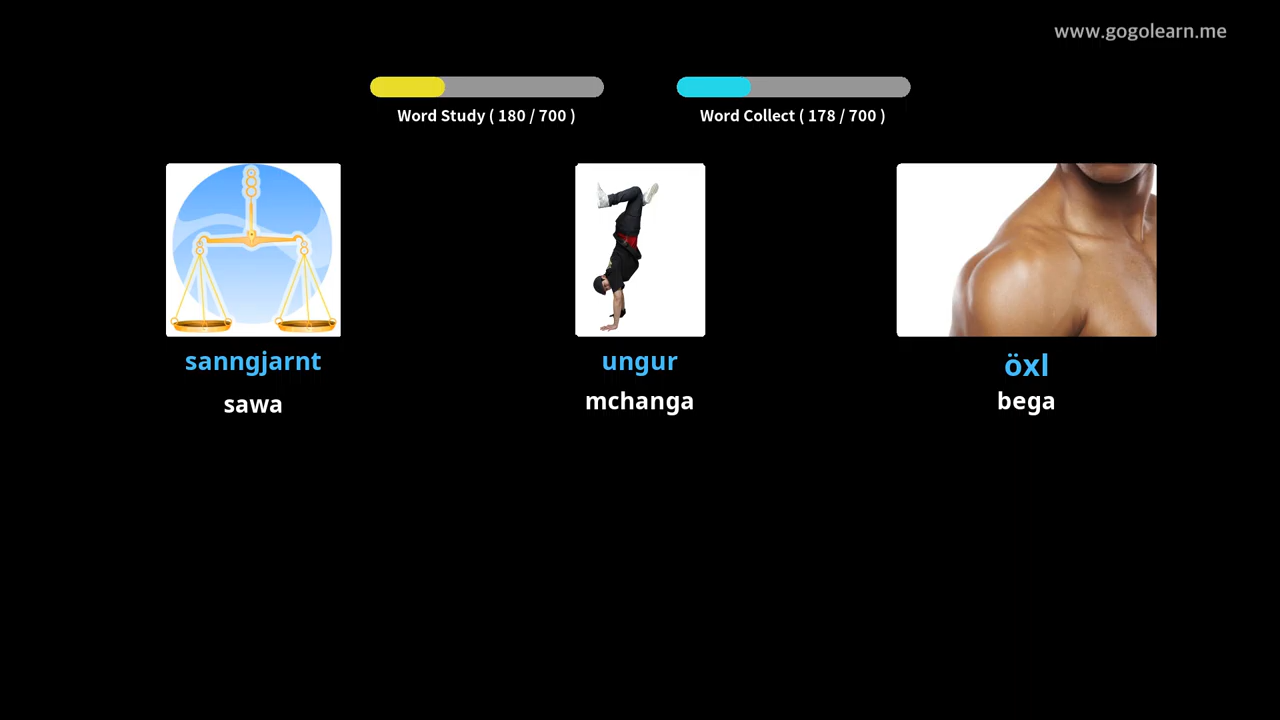 www.gogolearn.me
Word Study ( 180 / 700 )
Word Collect ( 178 / 700 )
sanngjarnt
ungur
öxl
sawa
mchanga
bega